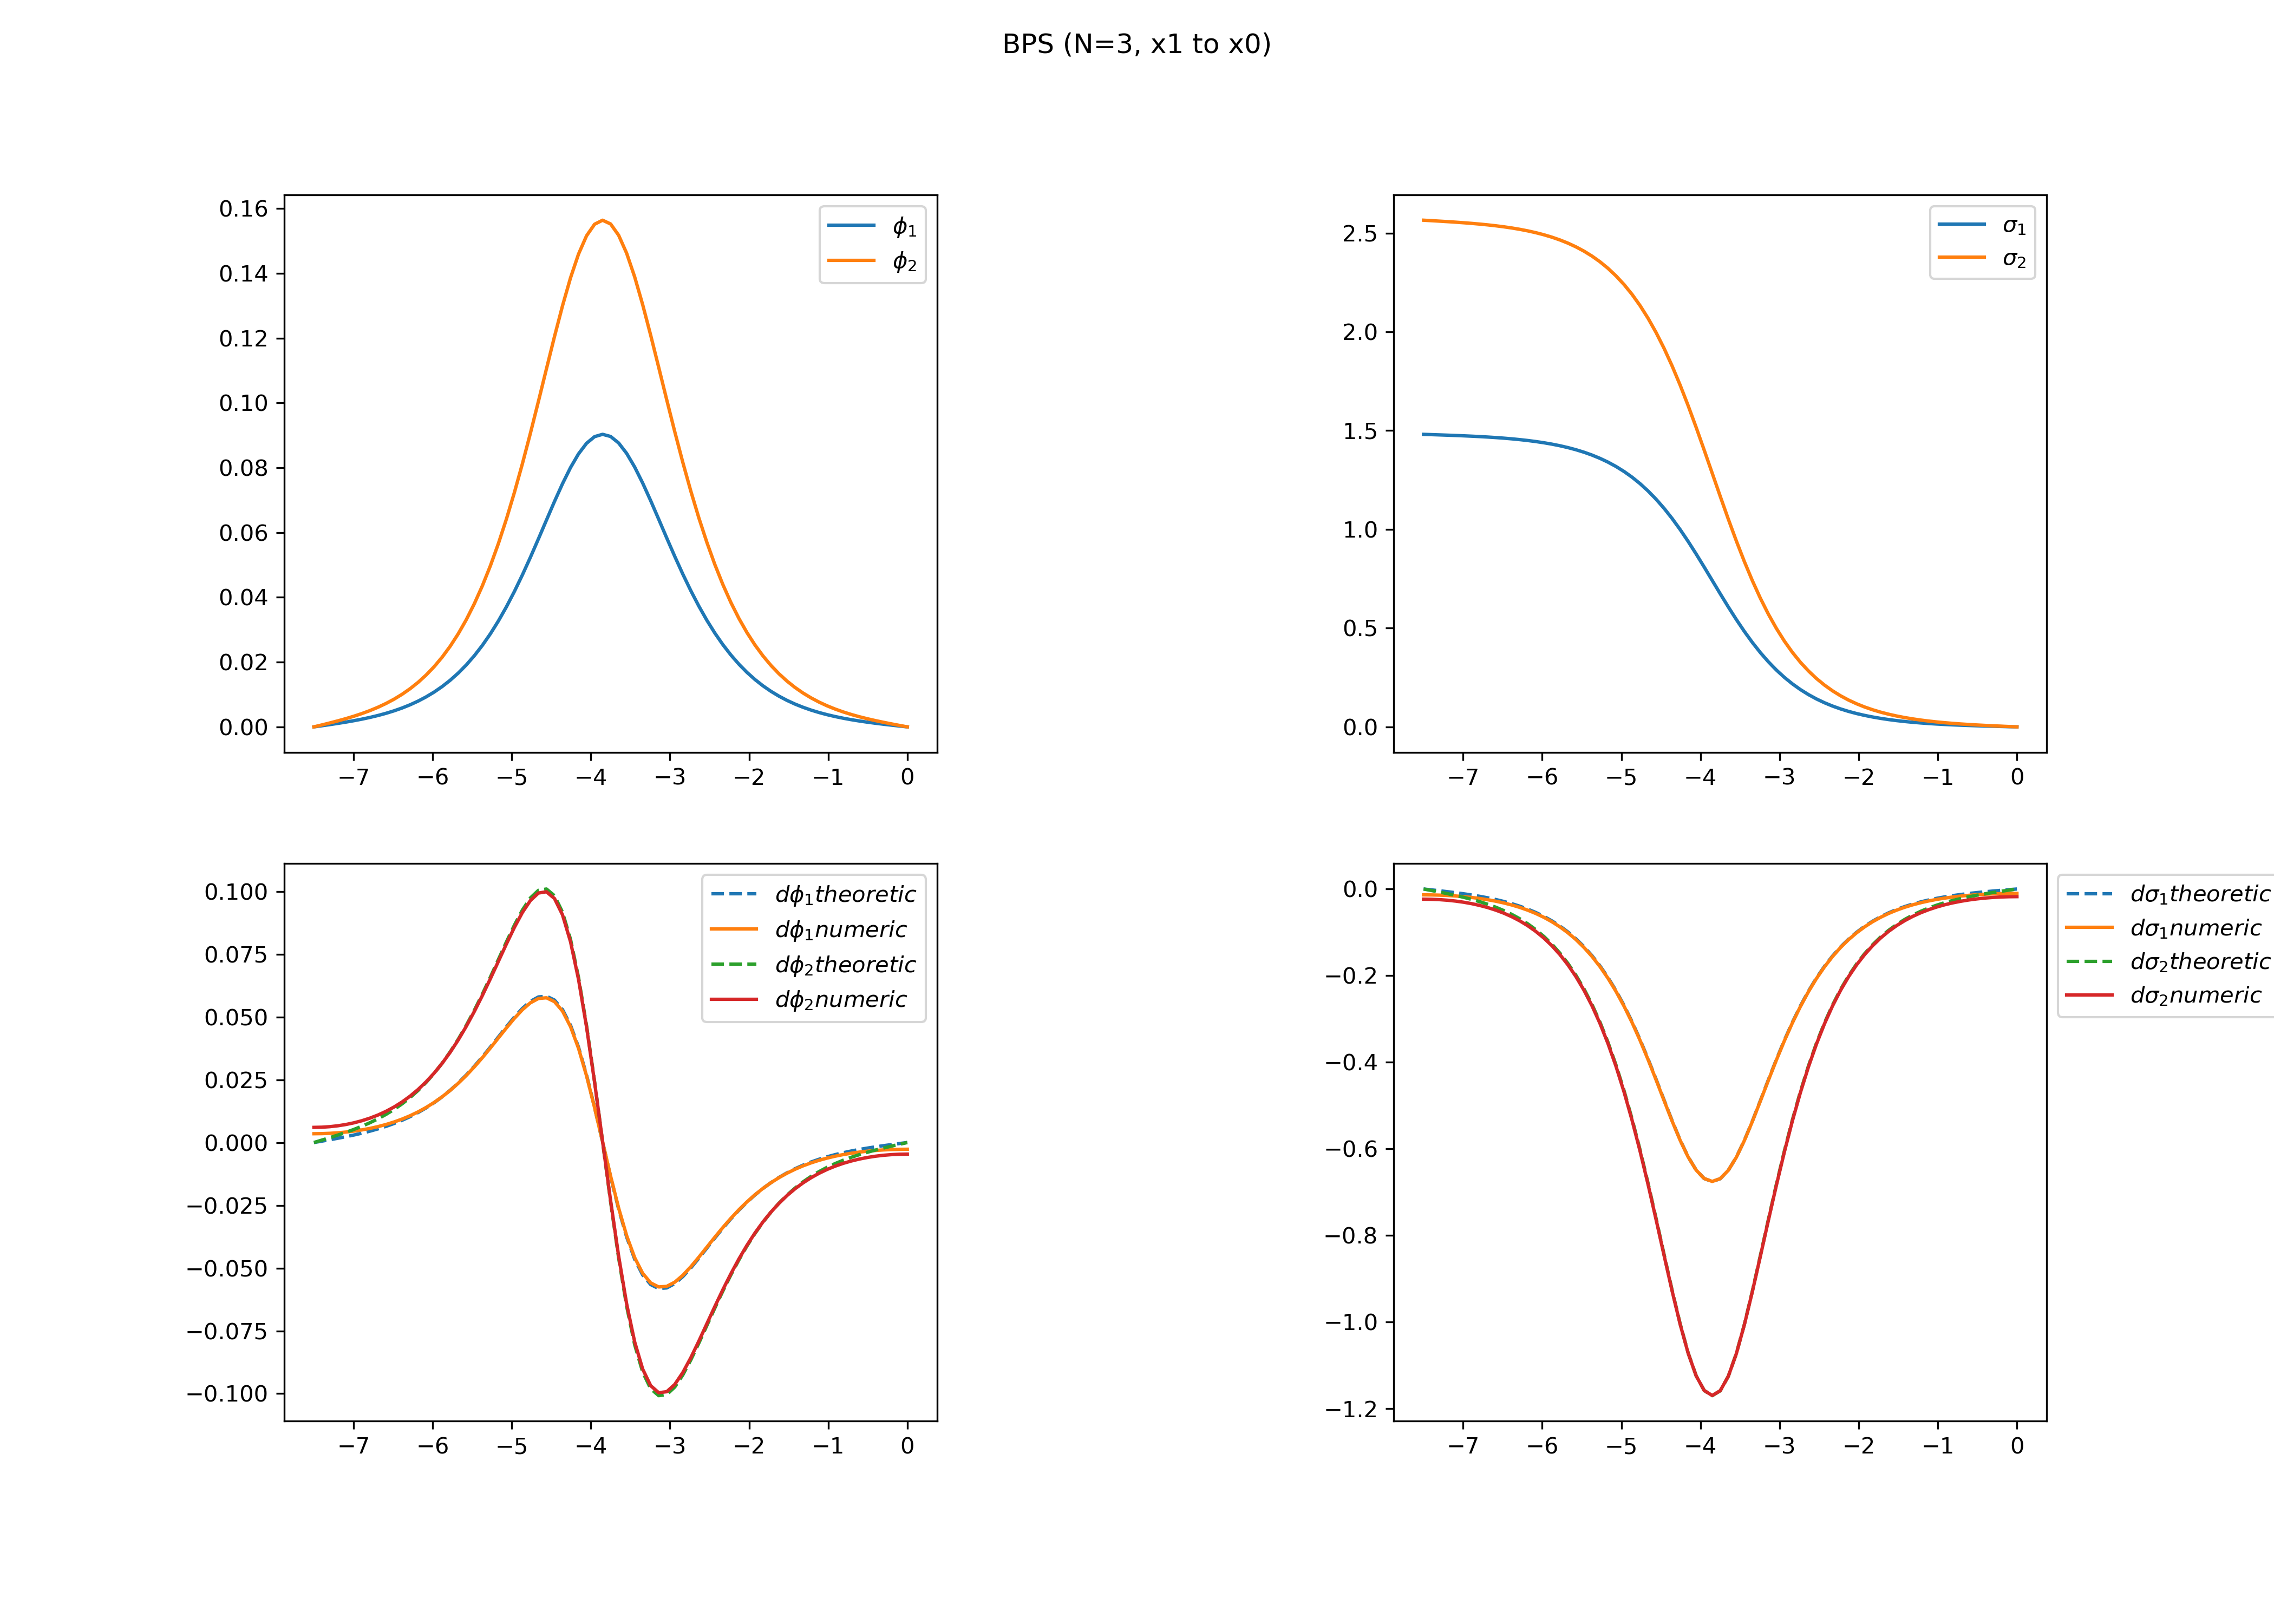 BPS (N=3, x1 to x0)
0.16
0.14
0.12
0.10
0.08
0.06
0.04
0.02
0.00
−7 −6 −5 −4 −3 −2 −1 0
ϕ₁
ϕ₂
2.5
2.0
1.5
1.0
0.5
0.0
−7 −6 −5 −4 −3 −2 −1 0
σ₁
σ₂
0.100
0.075
0.050
0.025
0.000
−0.025
−0.050
−0.075
−0.100
−7 −6 −5 −4 −3 −2 −1 0
dϕ₁theoretic
dϕ₁numeric
dϕ₂theoretic
dϕ₂numeric
0.0
−0.2
−0.4
−0.6
−0.8
−1.0
−1.2
−7 −6 −5 −4 −3 −2 −1 0
dσ₁theoretic
dσ₁numeric
dσ₂theoretic
dσ₂numeric